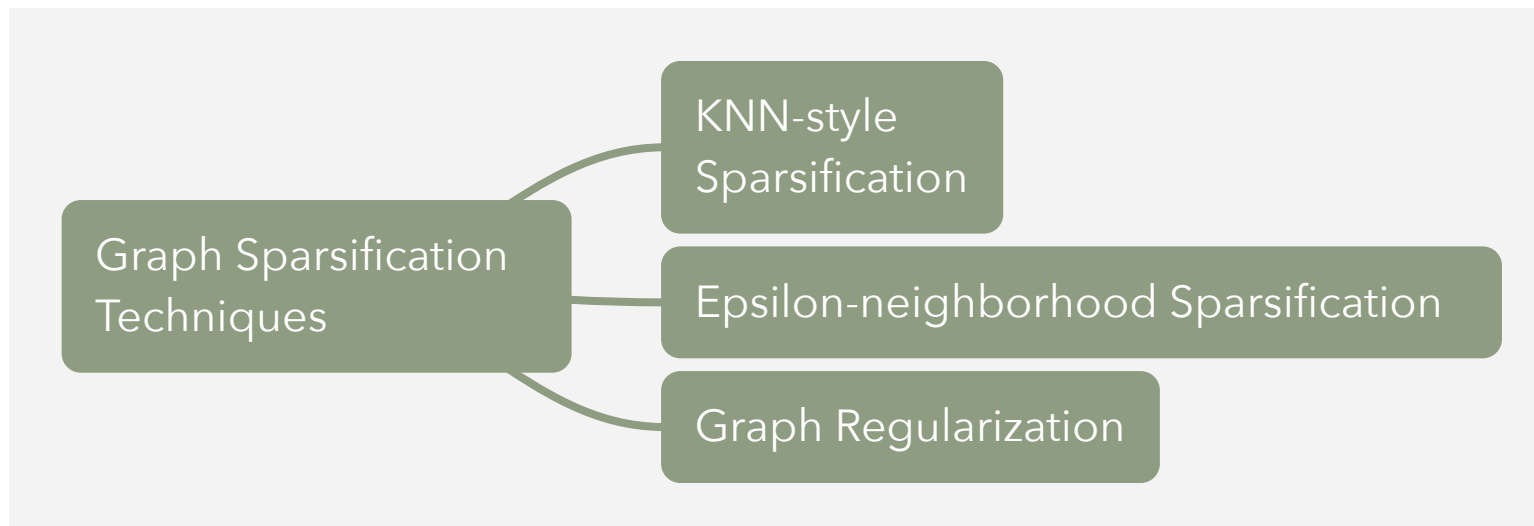 Graph Sparsification
Techniques
KNN-style
Sparsification
Epsilon-neighborhood Sparsification
Graph Regularization